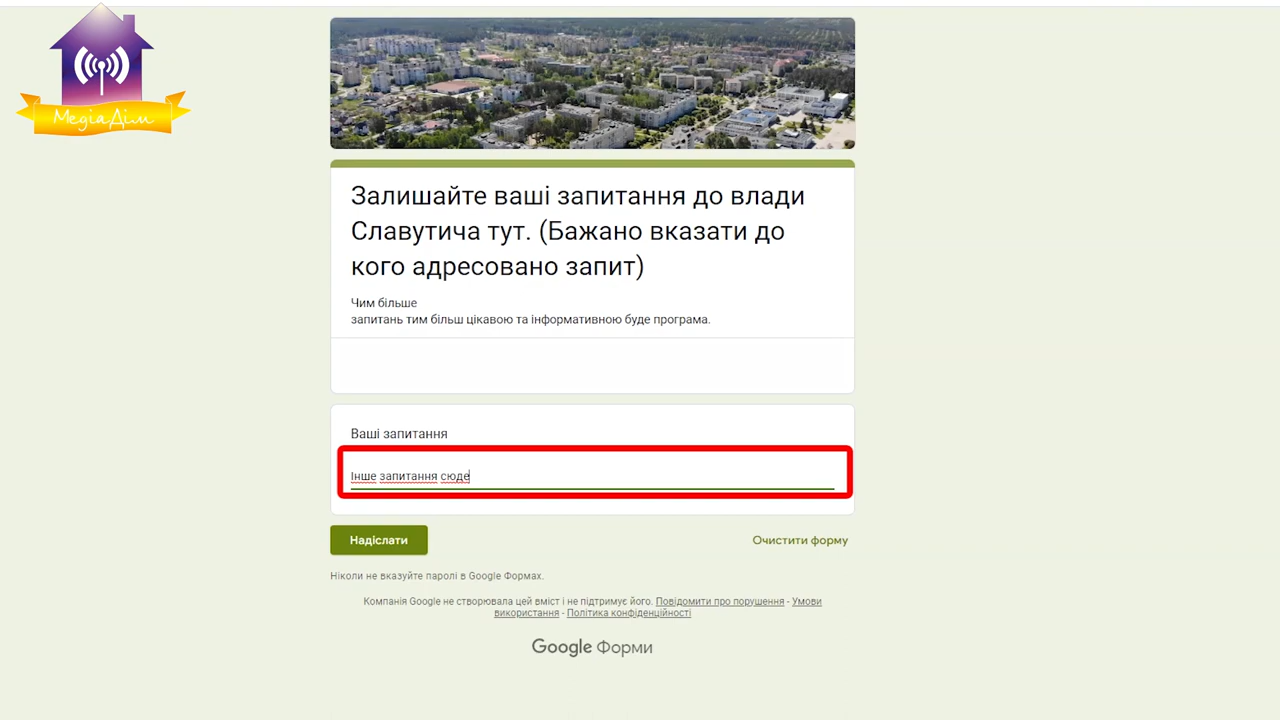 МедіаДім
Залишайте ваші запитання до влади
Славутича тут. (Бажано вказати до
кого адресовано запит)
Чим більше
запитань тим більш цікавою та інформативною буде програма.
Ваші запитання
Інше запитання сюде
Надіслати
Очистити форму
Ніколи не вказуйте паролі в Google Формах.
Компанія Google не створювала цей вміст і не підтримує його. Повідомити про порушення - Умови
використання - Політика конфіденційності
Google Форми